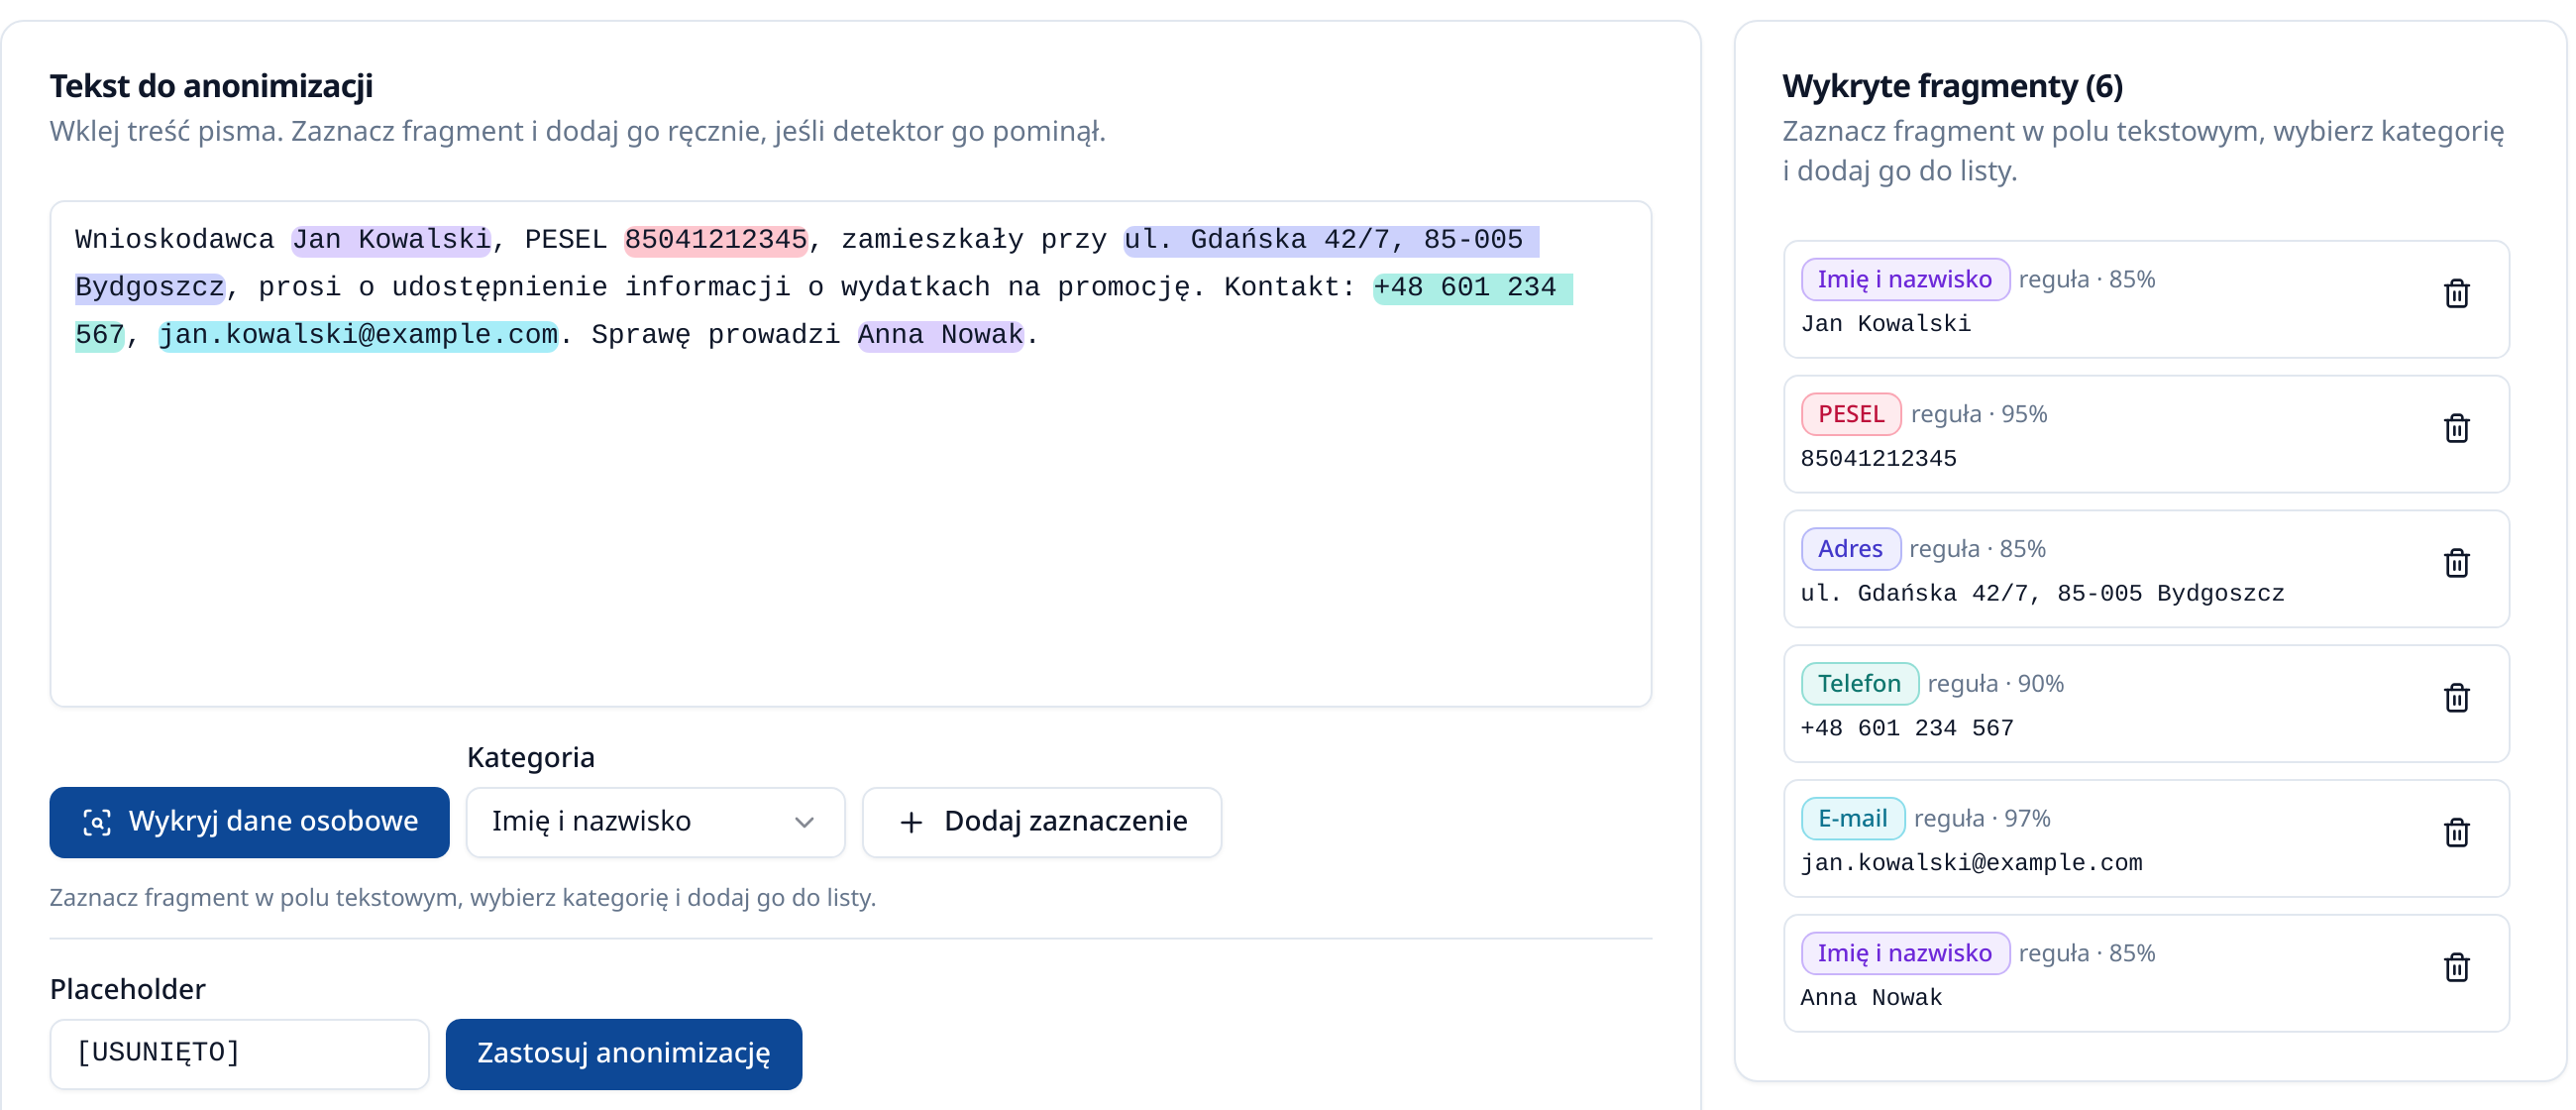 Tekst do anonimizacji
Wklej treść pisma. Zaznacz fragment i dodaj go ręcznie, jeśli detektor go pominął.
Wnioskodawca Jan Kowalski, PESEL 85041212345, zamieszkały przy ul. Gdańska 42/7, 85-005
Bydgoszcz, prosi o udostępnienie informacji o wydatkach na promocję. Kontakt: +48 601 234
567, jan.kowalski@example.com. Sprawę prowadzi Anna Nowak.
Kategoria
Wykryj dane osobowe
Imię i nazwisko
Dodaj zaznaczenie
Zaznacz fragment w polu tekstowym, wybierz kategorię i dodaj go do listy.
Placeholder
[USUNIĘTO]
Zastosuj anonimizację
Wykryte fragmenty (6)
Zaznacz fragment w polu tekstowym, wybierz kategorię
i dodaj go do listy.
Imię i nazwisko reguła · 85%
Jan Kowalski
PESEL reguła · 95%
85041212345
Adres reguła · 85%
ul. Gdańska 42/7, 85-005 Bydgoszcz
Telefon reguła · 90%
+48 601 234 567
E-mail reguła · 97%
jan.kowalski@example.com
Imię i nazwisko reguła · 85%
Anna Nowak